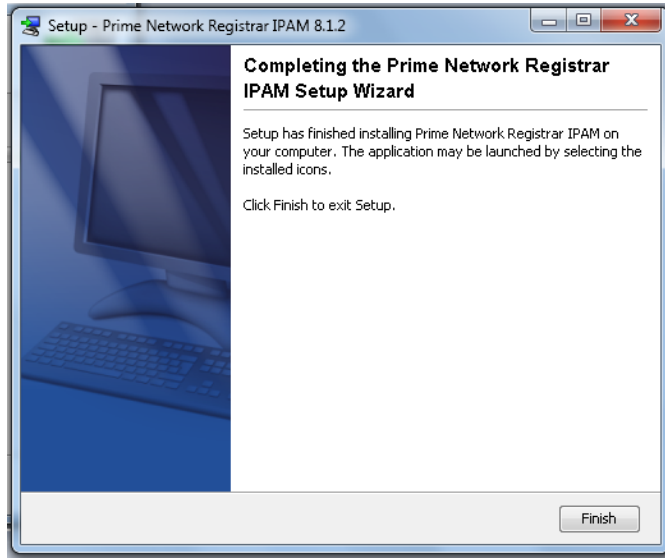 Setup - Prime Network Registrar IPAM 8.1.2
Completing the Prime Network Registrar
IPAM Setup Wizard
Setup has finished installing Prime Network Registrar IPAM on
your computer. The application may be launched by selecting the
installed icons.
Click Finish to exit Setup.
Finish